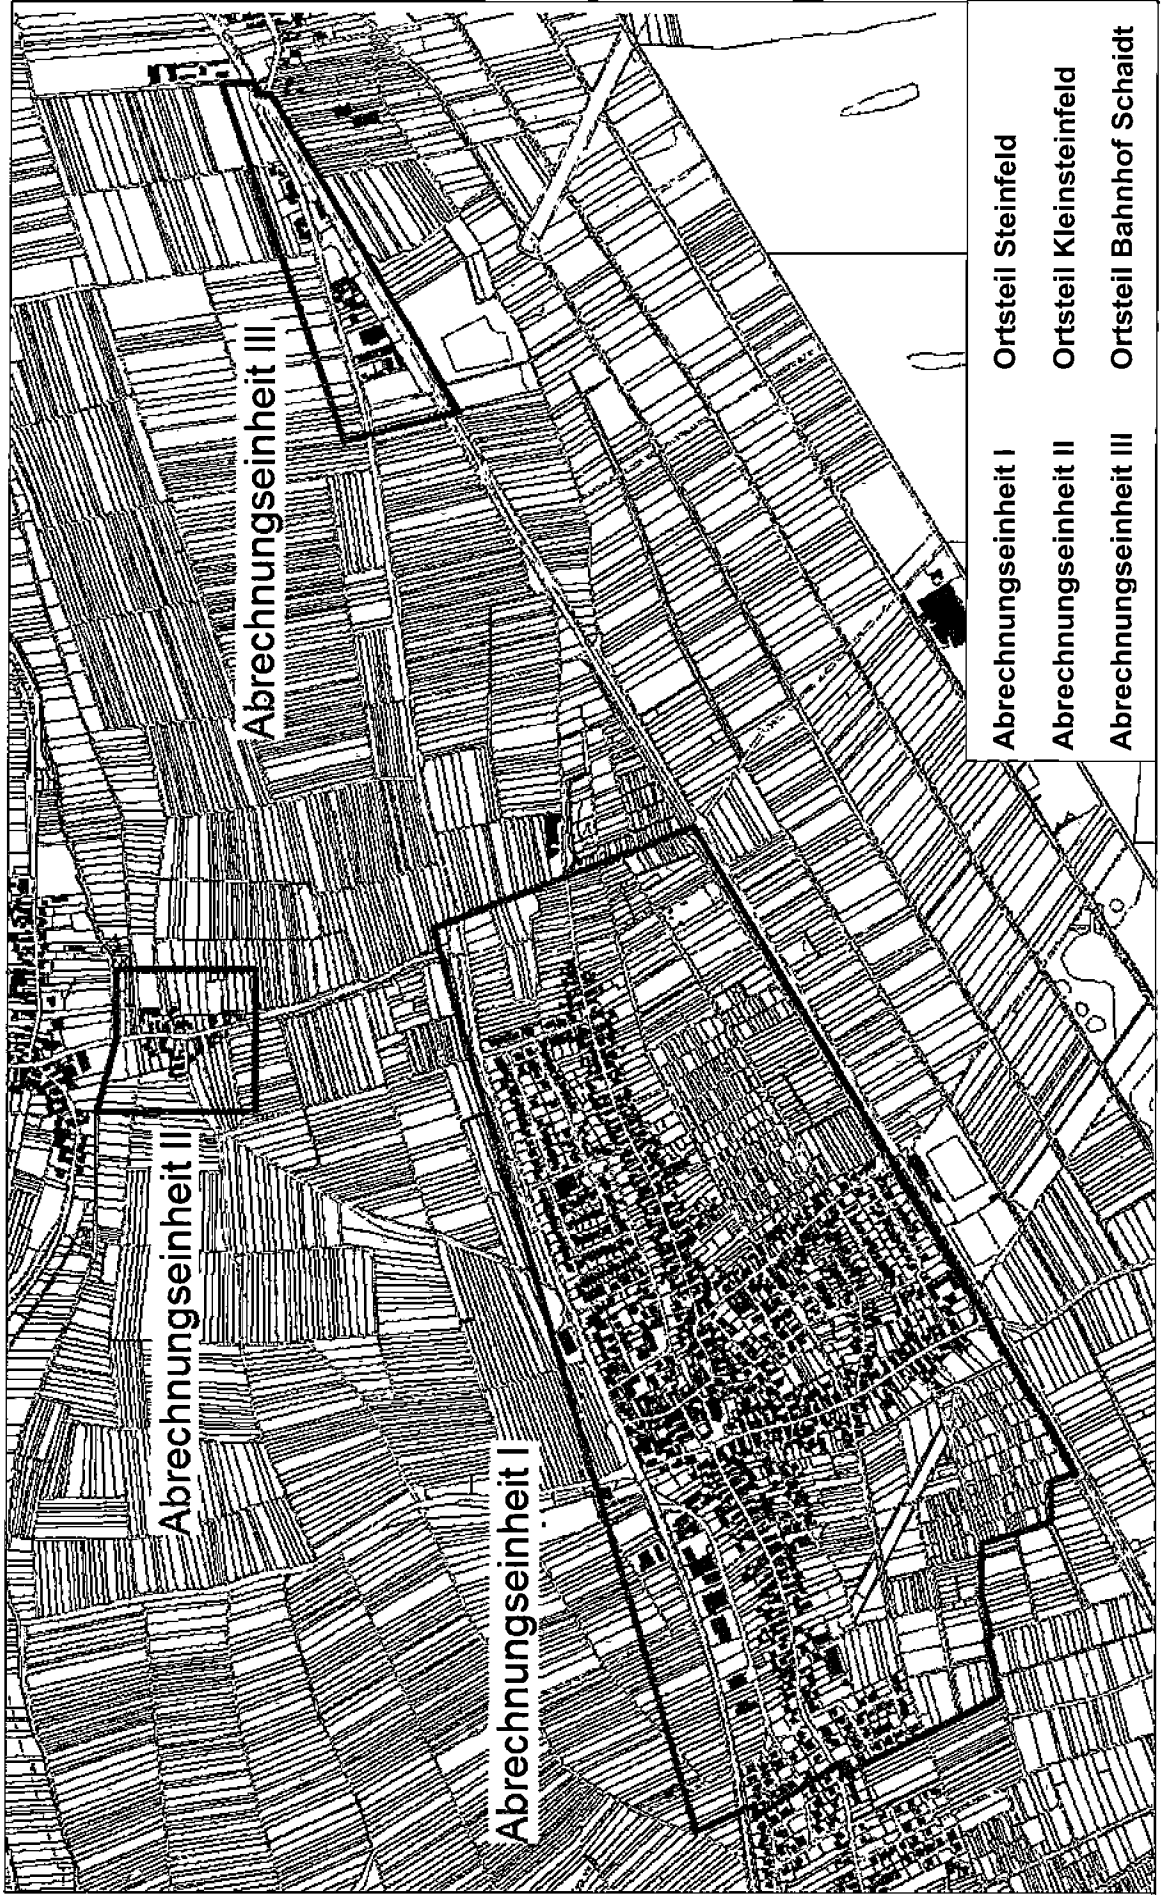 Abrechnungseinheit I
Abrechnungseinheit II
Abrechnungseinheit III
Abrechnungseinheit I Ortsteil Steinfeld
Abrechnungseinheit II Ortsteil Kleinsteinfeld
Abrechnungseinheit III Ortsteil Bahnhof Schaidt